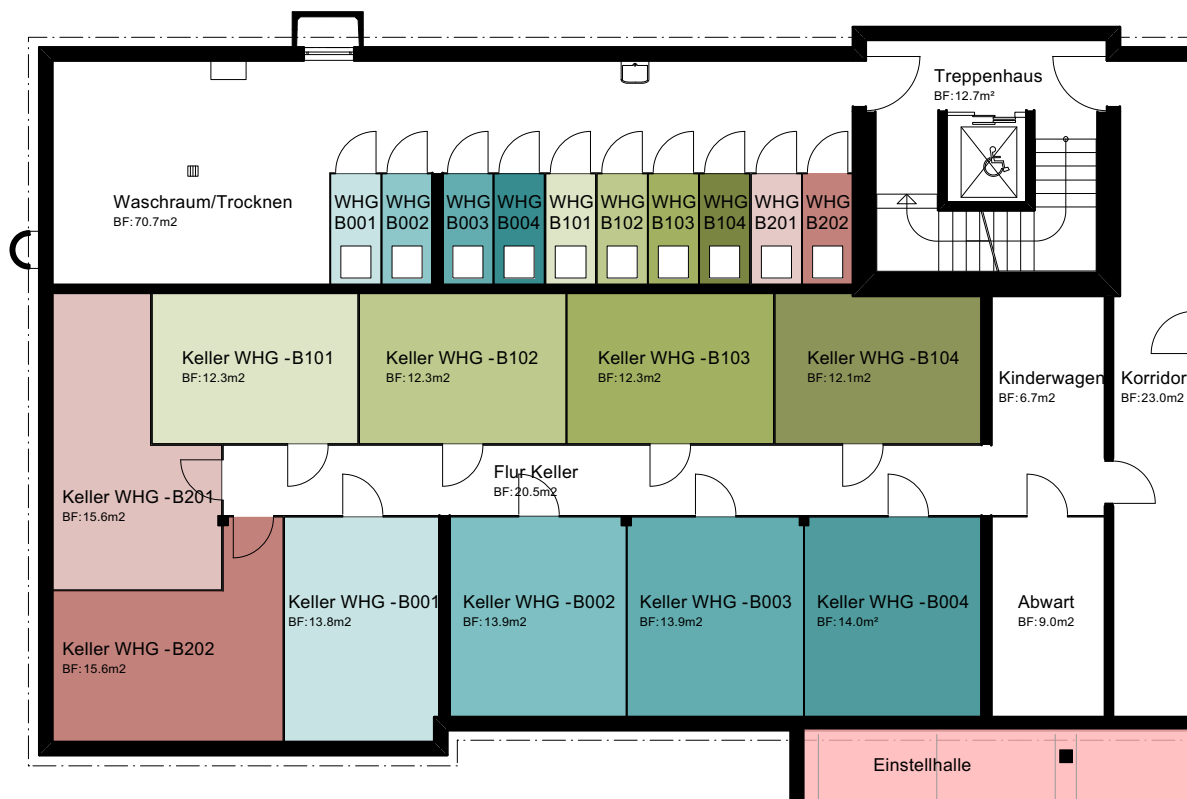 Treppenhaus
BF:12.7m²
Waschraum/Trocknen
BF:70.7m2
WHG
B001
WHG
B002
WHG
B003
WHG
B004
WHG
B101
WHG
B102
WHG
B103
WHG
B104
WHG
B201
WHG
B202
Keller WHG -B101
BF:12.3m2
Keller WHG -B102
BF:12.3m2
Keller WHG -B103
BF:12.3m2
Keller WHG -B104
BF:12.1m2
Kinderwagen
BF:6.7m2
Korridor
BF:23.0m2
Flur Keller
BF:20.5m2
Keller WHG -B201
BF:15.6m2
Keller WHG -B202
BF:15.6m2
Keller WHG -B001
BF:13.8m2
Keller WHG -B002
BF:13.9m2
Keller WHG -B003
BF:13.9m2
Keller WHG -B004
BF:14.0m²
Abwart
BF:9.0m2
Einstellhalle